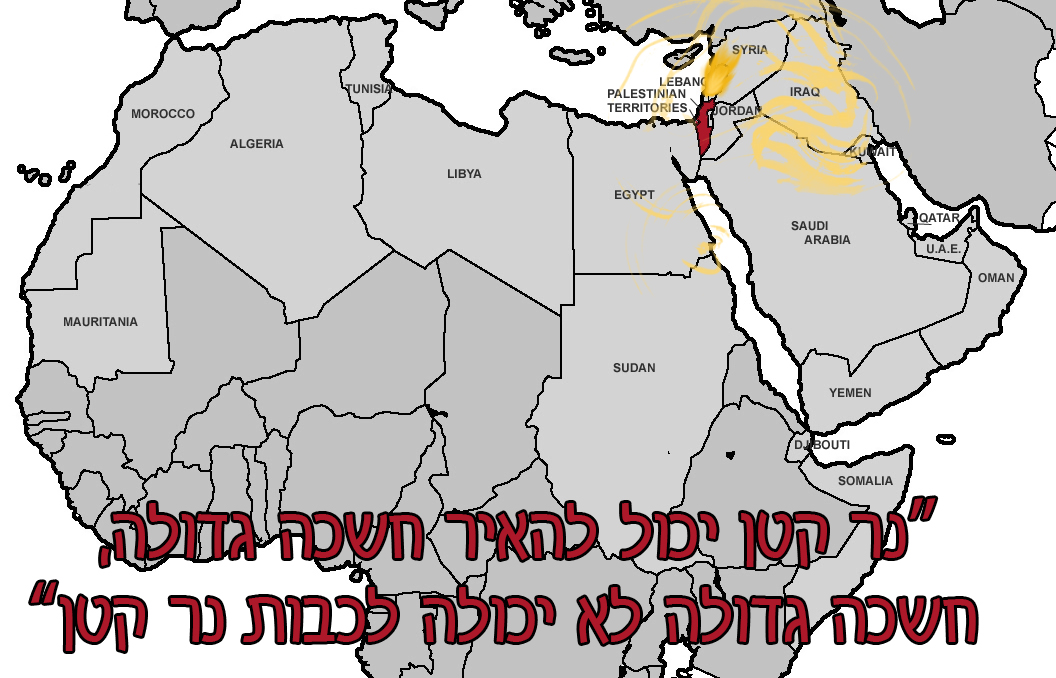 SYRIA
LEBANO
PALESTINIAN
TERRITORIES
JORDAN
IRAQ
TUNISIA
MOROCCO
ALGERIA
KUWAIT
LIBYA
EGYPT
QATAR
SAUDI
ARABIA
U.A.E.
OMAN
MAURITANIA
SUDAN
YEMEN
DJIBOUTI
SOMALIA
”נר קטן יכול להאיר חשכה גדולה,
חשכה גדולה לא יכולה לכבות נר קטן“